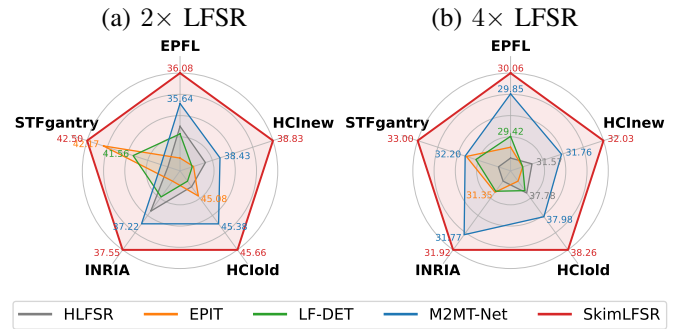 (a) 2× LFSR
(b) 4× LFSR
EPFL
36.08
35.64
STFgantry
42.50
42.17
41.56
HCInew
38.83
38.43
45.08
37.22
45.38
37.55
45.66
INRIA
HCIold
EPFL
30.06
29.85
29.42
STFgantry
33.00
32.20
HCInew
32.03
31.76
31.57
31.35
37.78
37.98
31.77
31.92
38.26
INRIA
HCIold
HLFSR EPIT LF-DET M2MT-Net SkimLFSR